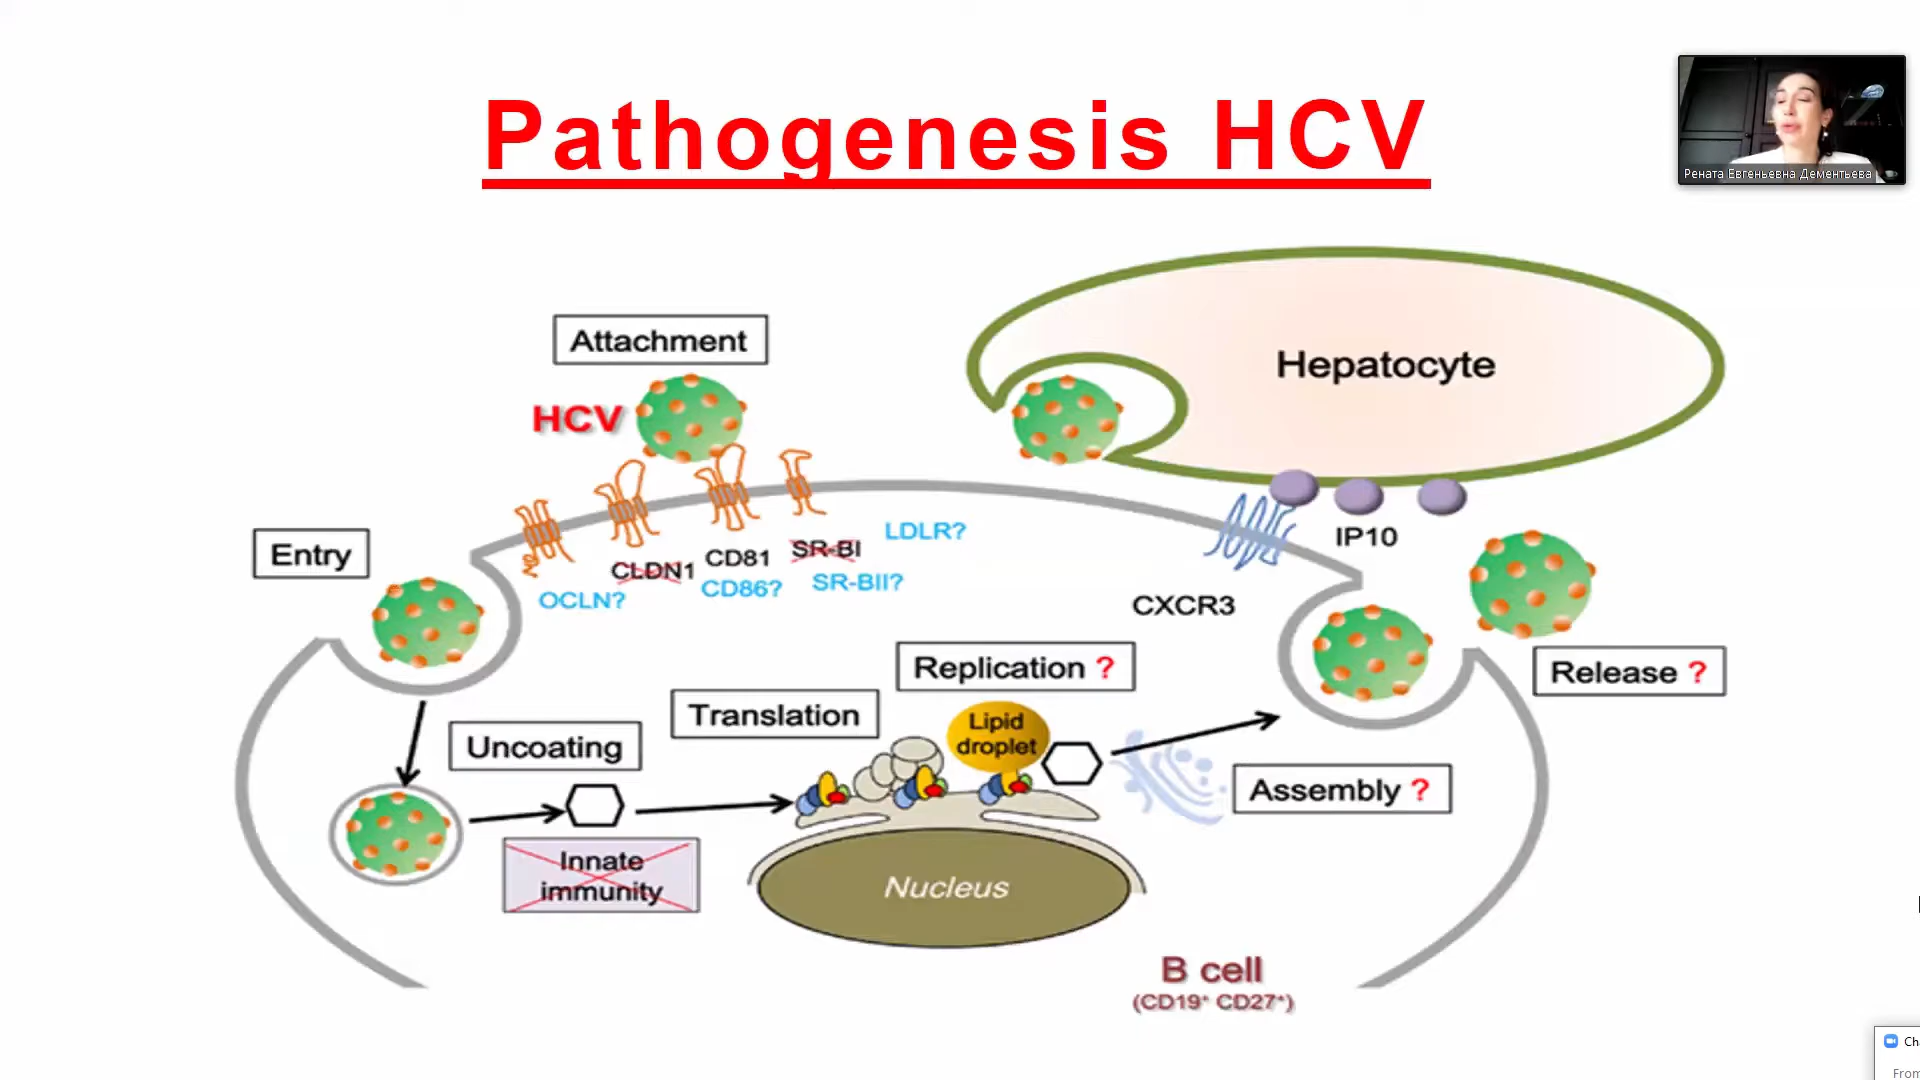 Pathogenesis HCV
Рената Евгеньевна Дементьева
Attachment
HCV
Hepatocyte
Entry
LDLR?
IP10
CLDN1
CD81
SR-BI
OCLN?
CD86?
SR-BII?
CXCR3
Replication ?
Release ?
Translation
Uncoating
Lipid
droplet
Assembly ?
Innate
immunity
Nucleus
B cell
(CD19⁺ CD27⁺)
From